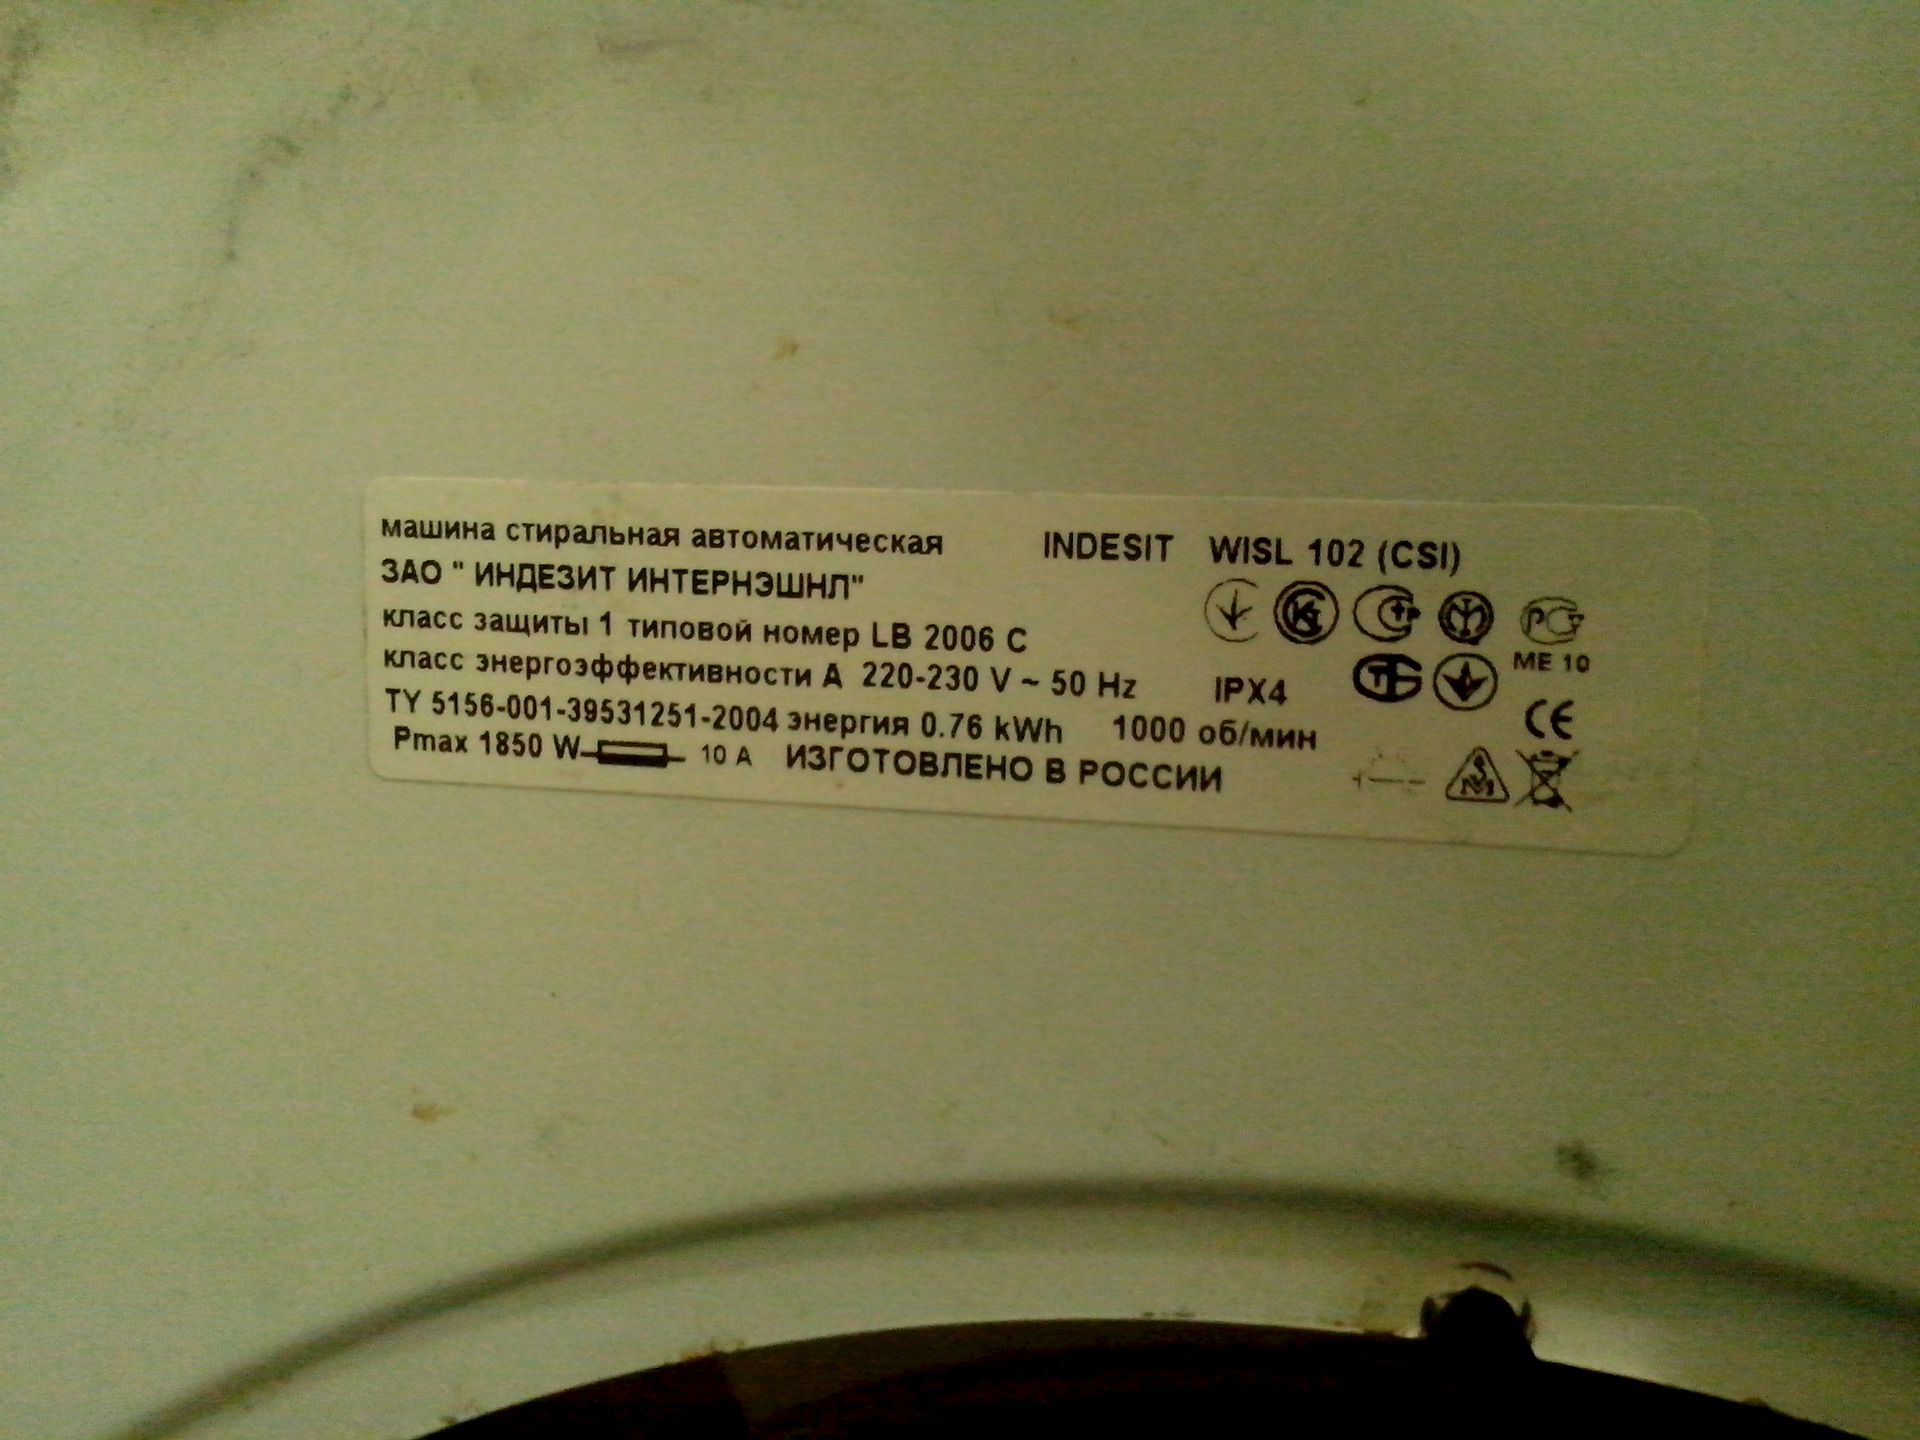 машина стиральная автоматическая INDESIT WISL 102 (CSI)
ЗАО " ИНДЕЗИТ ИНТЕРНЭШНЛ"
класс защиты 1 типовой номер LB 2006 C
класс энергоэффективности А 220-230 V ~ 50 Hz IPX4 ME 10
ТУ 5156-001-39531251-2004 энергия 0.76 kWh 1000 об/мин CE
Pmax 1850 W 10 A ИЗГОТОВЛЕНО В РОССИИ